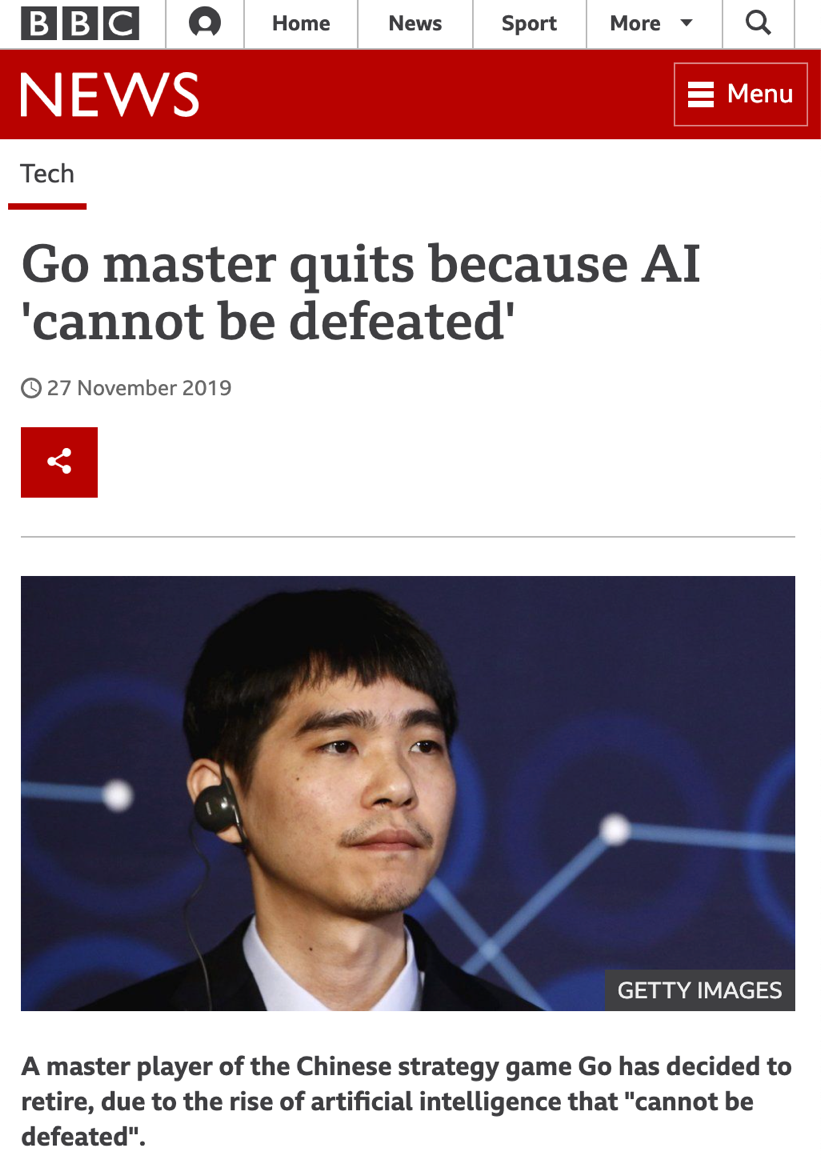 BBC Home News Sport More
NEWS Menu
Tech
Go master quits because AI
'cannot be defeated'
27 November 2019
GETTY IMAGES
A master player of the Chinese strategy game Go has decided to
retire, due to the rise of artificial intelligence that "cannot be
defeated".